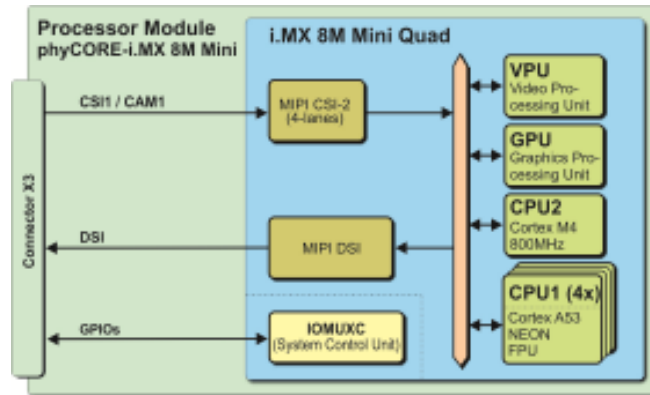 Processor Module
phyCORE-i.MX 8M Mini
i.MX 8M Mini Quad
Connector X3
CSI1 / CAM1
MIPI CSI-2
(4-lanes)
VPU
Video Pro-
cessing Unit
GPU
Graphics Pro-
cessing Unit
DSI
MIPI DSI
CPU2
Cortex M4
800MHz
GPIOs
IOMUXC
(System Control Unit)
CPU1 (4x)
Cortex A53
NEON
FPU